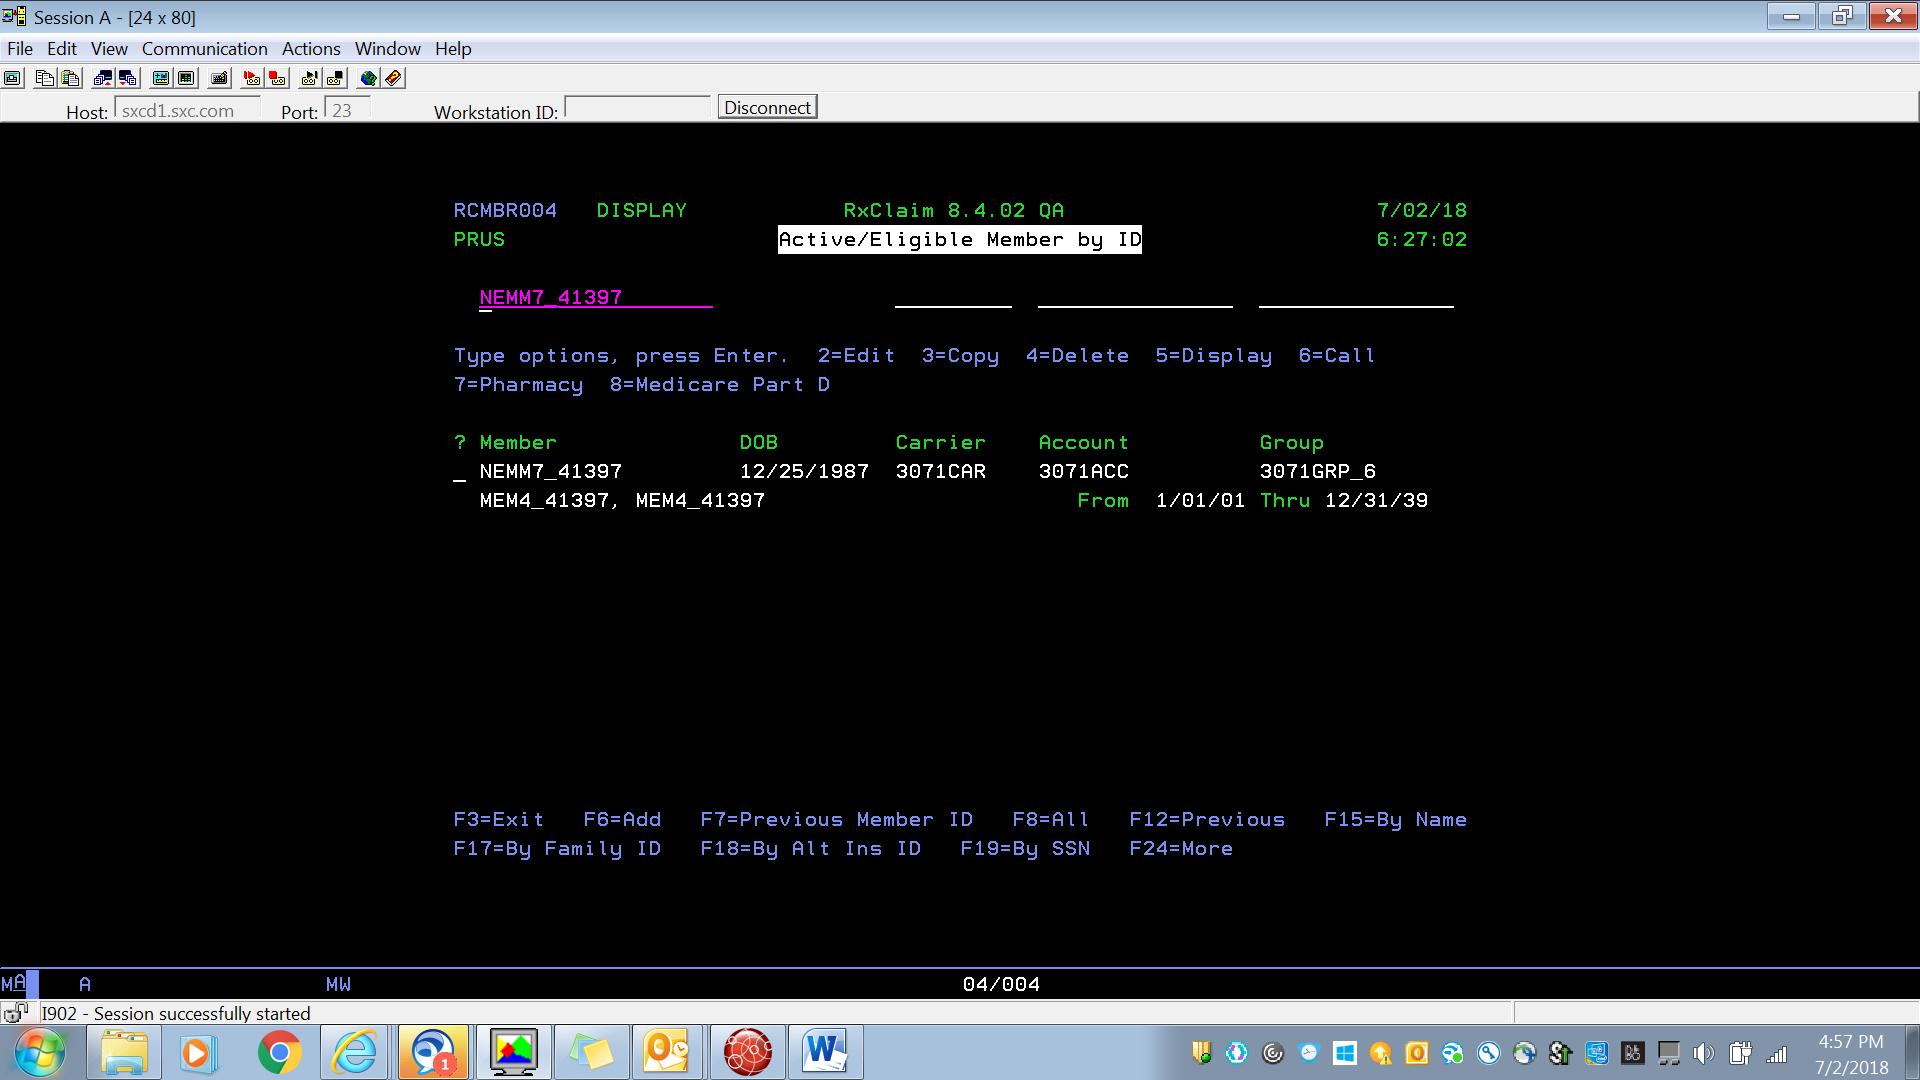 Session A - [24 x 80]
File Edit View Communication Actions Window Help
Host: sxcd1.sxc.com Port: 23 Workstation ID: Disconnect
RCMBR004 DISPLAY RxClaim 8.4.02 QA 7/02/18
PRUS Active/Eligible Member by ID 6:27:02
NEMM7_41397
Type options, press Enter. 2=Edit 3=Copy 4=Delete 5=Display 6=Call
7=Pharmacy 8=Medicare Part D
? Member DOB Carrier Account Group
_ NEMM7_41397 12/25/1987 3071CAR 3071ACC 3071GRP_6
MEM4_41397, MEM4_41397 From 1/01/01 Thru 12/31/39
F3=Exit F6=Add F7=Previous Member ID F8=All F12=Previous F15=By Name
F17=By Family ID F18=By Alt Ins ID F19=By SSN F24=More
MA A MW 04/004
I902 - Session successfully started
1
4:57 PM
7/2/2018